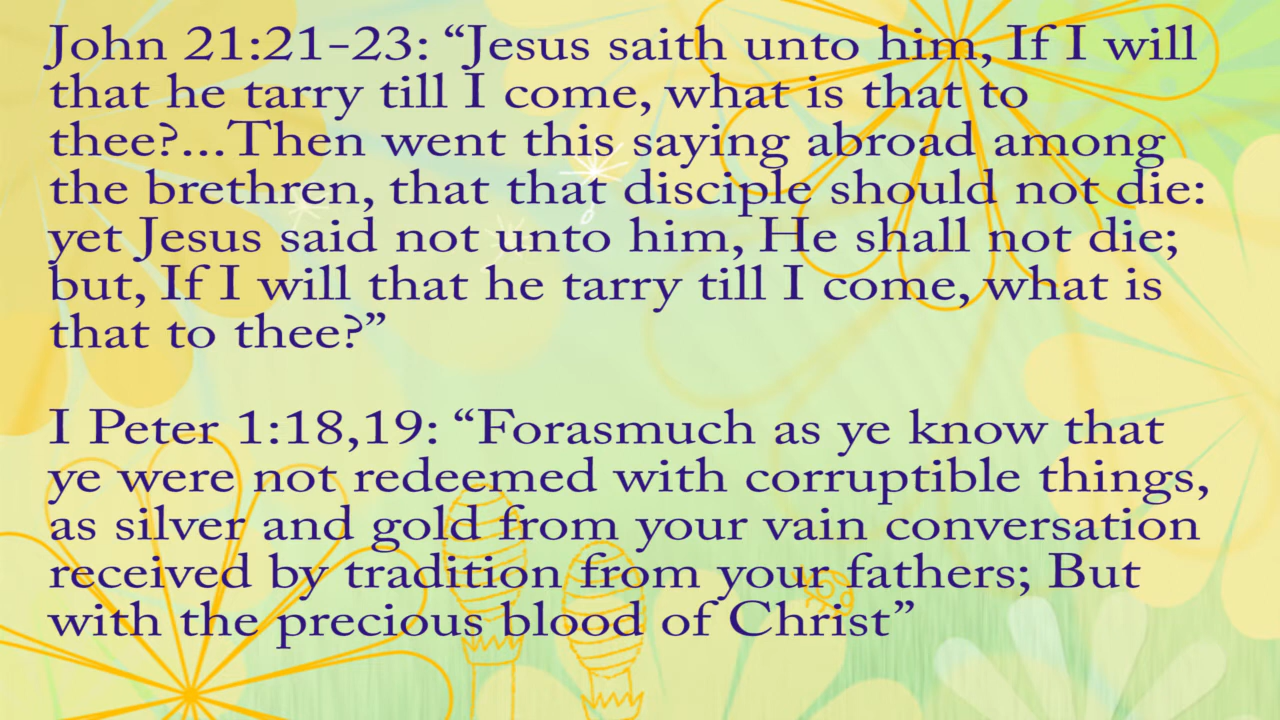 John 21:21-23: “Jesus saith unto him, If I will
that he tarry till I come, what is that to
thee?...Then went this saying abroad among
the brethren, that that disciple should not die:
yet Jesus said not unto him, He shall not die;
but, If I will that he tarry till I come, what is
that to thee?”
I Peter 1:18,19: “Forasmuch as ye know that
ye were not redeemed with corruptible things,
as silver and gold from your vain conversation
received by tradition from your fathers; But
with the precious blood of Christ”